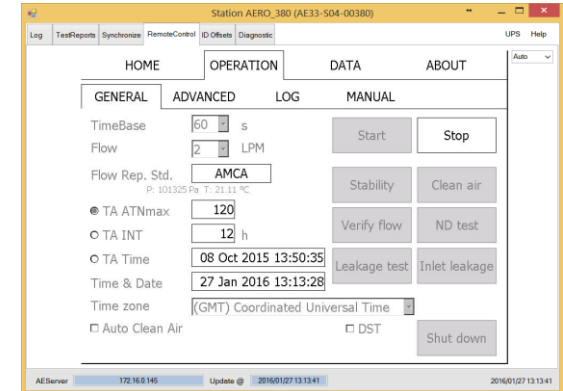 Station AERO_380 (AE33-S04-00380)
Log TestReports Synchronize RemoteControl ID Offsets Diagnostic UPS Help
Auto
HOME OPERATION DATA ABOUT
GENERAL ADVANCED LOG MANUAL
TimeBase 60 s
Start Stop
Flow 2 LPM
Flow Rep. Std. AMCA
P: 101325 Pa T: 21.11 ºC
Stability Clean air
TA ATNmax 120
Verify flow ND test
TA INT 12 h
TA Time 08 Oct 2015 13:50:35
Leakage test Inlet leakage
Time & Date 27 Jan 2016 13:13:28
Time zone (GMT) Coordinated Universal Time
Auto Clean Air DST
Shut down
AEServer 172.16.0.145 Update @ 2016/01/27 13:13:41 2016/01/27 13:13:41